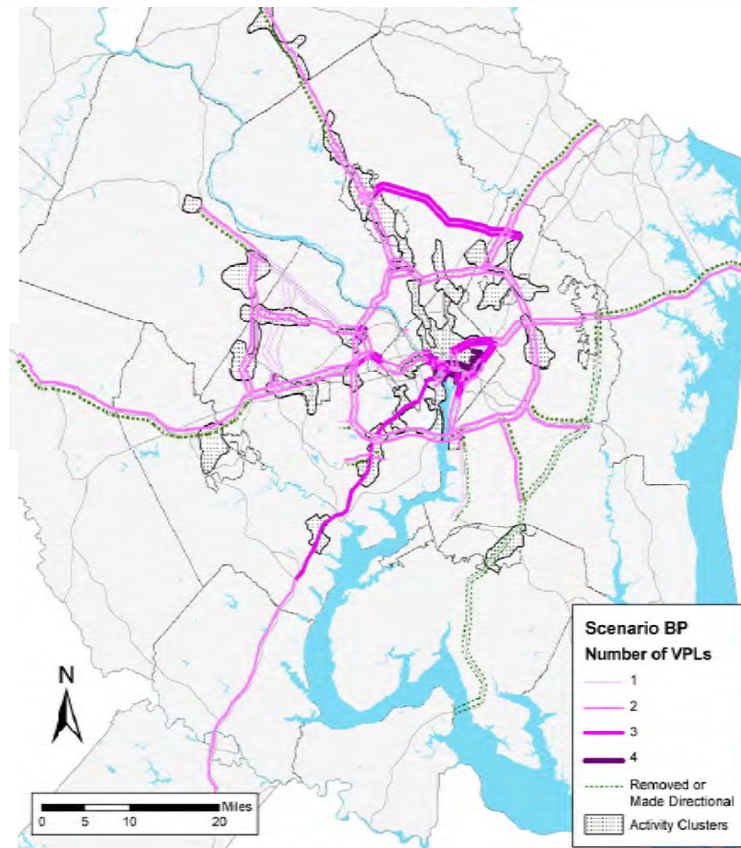 N
Miles
0 5 10 20
Scenario BP
Number of VPLs
1
2
3
4
Removed or
Made Directional
Activity Clusters